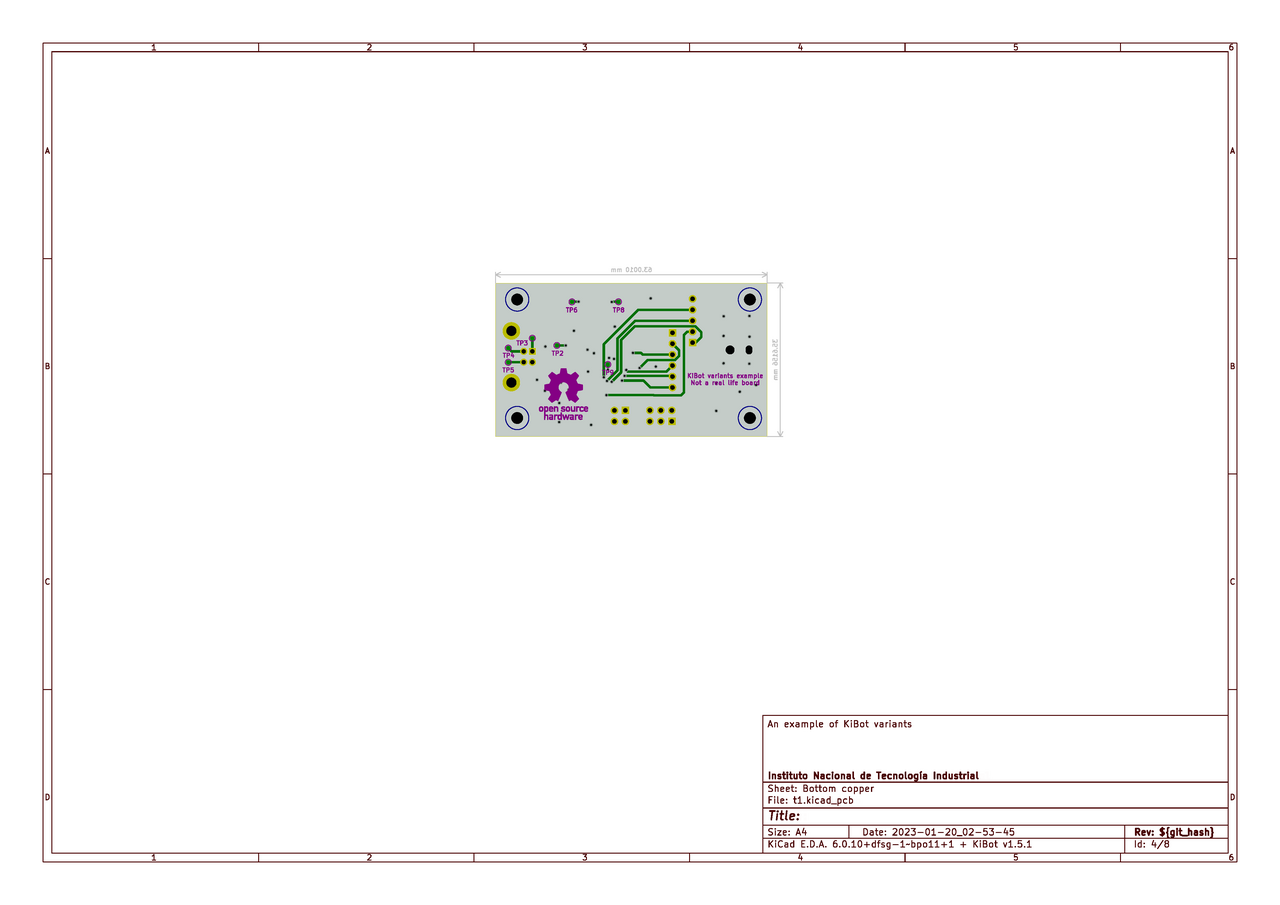 1 2 3 4 5 6
A A
63.0010 mm
TP6 TP8
TP3
TP4 TP2
35.6156 mm
B B
TP5 TP9
KiBot variants example
Not a real life board
open source
hardware
C C
An example of KiBot variants
Instituto Nacional de Tecnología Industrial
Sheet: Bottom copper
D D
File: t1.kicad_pcb
Title:
Size: A4 Date: 2023-01-20_02-53-45 Rev: ${git_hash}
KiCad E.D.A. 6.0.10+dfsg-1~bpo11+1 + KiBot v1.5.1 Id: 4/8
1 2 3 4 5 6